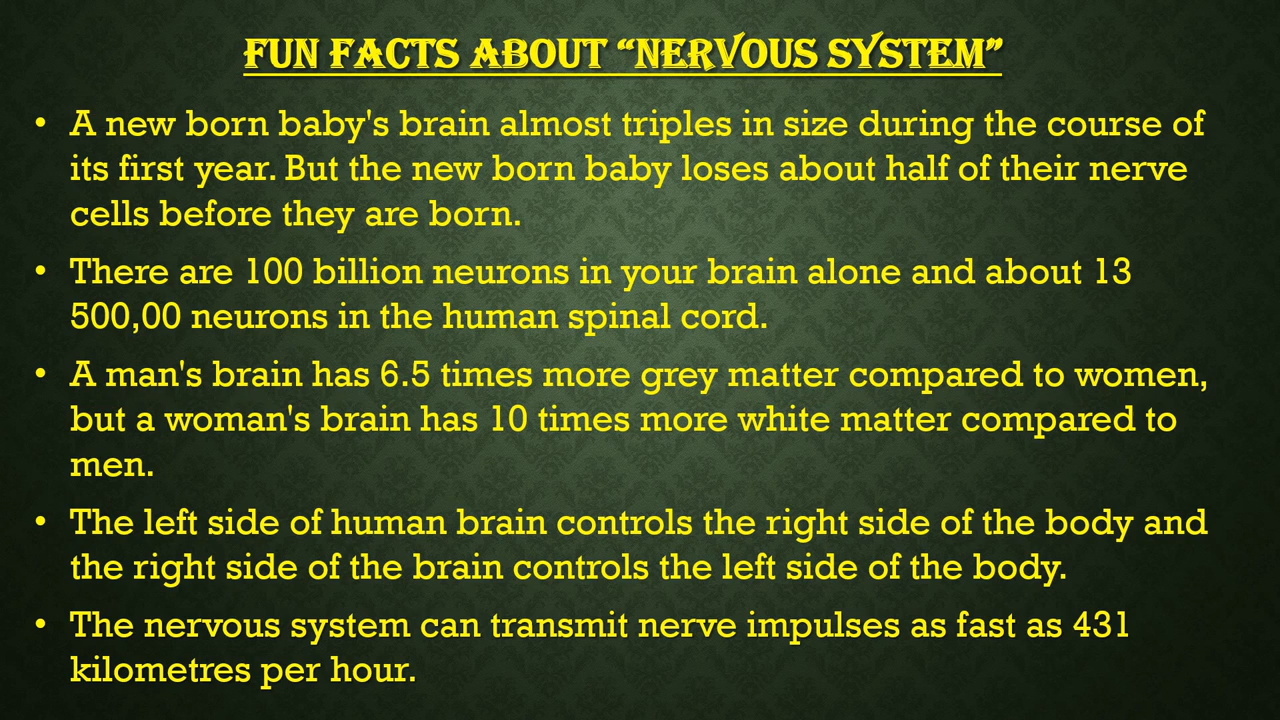 FUN FACTS ABOUT “NERVOUS SYSTEM”
• A new born baby's brain almost triples in size during the course of
its first year. But the new born baby loses about half of their nerve
cells before they are born.
• There are 100 billion neurons in your brain alone and about 13
500,00 neurons in the human spinal cord.
• A man's brain has 6.5 times more grey matter compared to women,
but a woman's brain has 10 times more white matter compared to
men.
• The left side of human brain controls the right side of the body and
the right side of the brain controls the left side of the body.
• The nervous system can transmit nerve impulses as fast as 431
kilometres per hour.